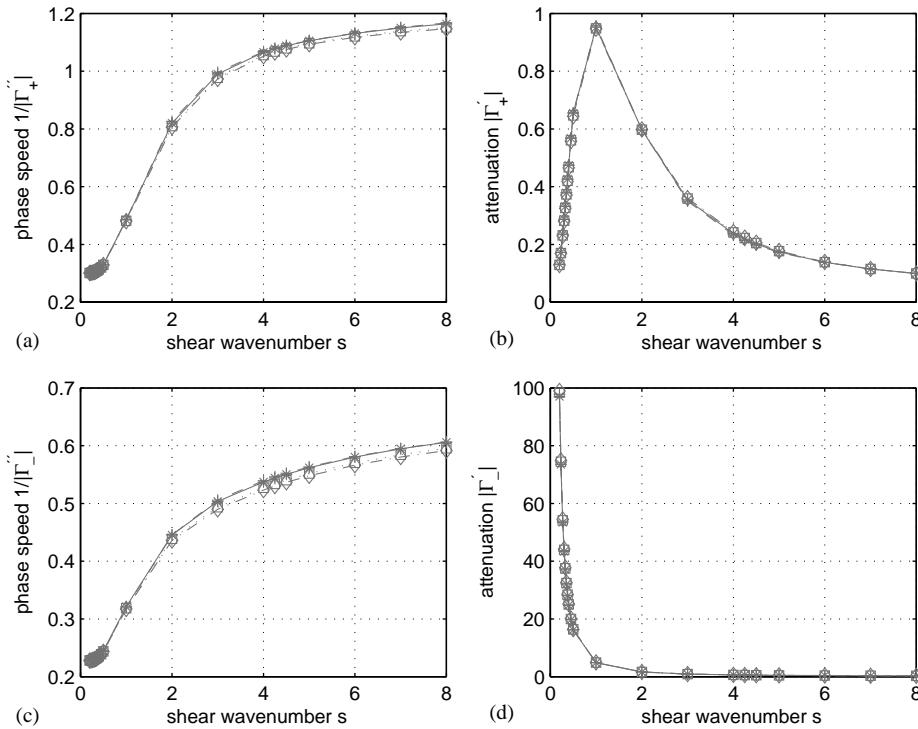 1.2
1
0.8
0.6
0.4
0.2
0 2 4 6 8
phase speed 1/|Γ″₊|
shear wavenumber s
(a)
1
0.8
0.6
0.4
0.2
0
0 2 4 6 8
attenuation |Γ′₊|
shear wavenumber s
(b)
0.7
0.6
0.5
0.4
0.3
0.2
0 2 4 6 8
phase speed 1/|Γ″₋|
shear wavenumber s
(c)
100
80
60
40
20
0
0 2 4 6 8
attenuation |Γ′₋|
shear wavenumber s
(d)